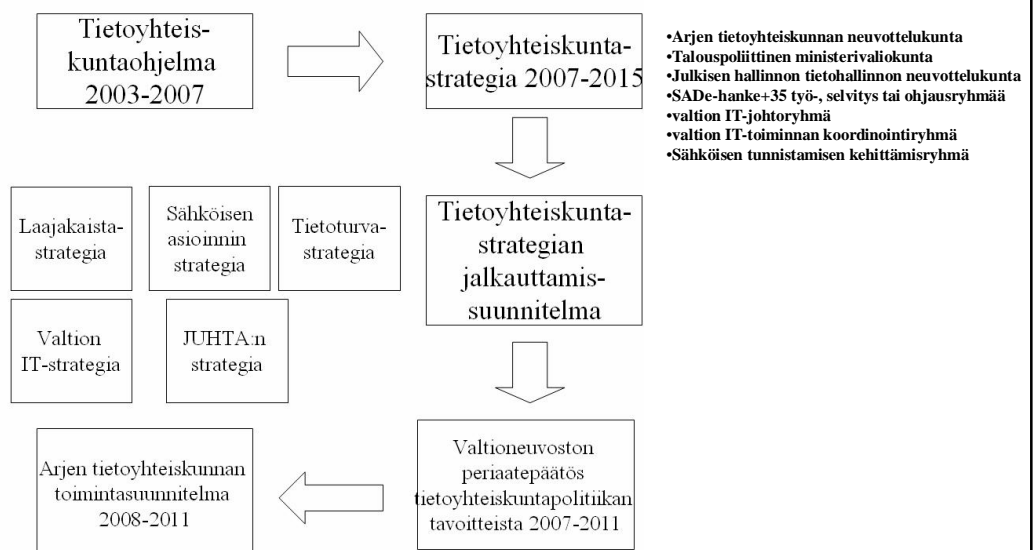 Tietoyhteis-
kuntaohjelma
2003-2007
Tietoyhteiskunta-
strategia 2007-2015
•Arjen tietoyhteiskunnan neuvottelukunta
•Talouspoliittinen ministerivaliokunta
•Julkisen hallinnon tietohallinnon neuvottelukunta
•SADe-hanke+35 työ-, selvitys tai ohjausryhmää
•valtion IT-johtoryhmä
•valtion IT-toiminnan koordinointiryhmä
•Sähköisen tunnistamisen kehittämisryhmä
Laajakaista-
strategia
Sähköisen
asioinnin
strategia
Tietoturva-
strategia
Tietoyhteiskunta-
strategian
jalkauttamis-
suunnitelma
Valtion
IT-strategia
JUHTA:n
strategia
Arjen tietoyhteiskunnan
toimintasuunnitelma
2008-2011
Valtioneuvoston
periaatepäätös
tietoyhteiskuntapolitiikan
tavoitteista 2007-2011